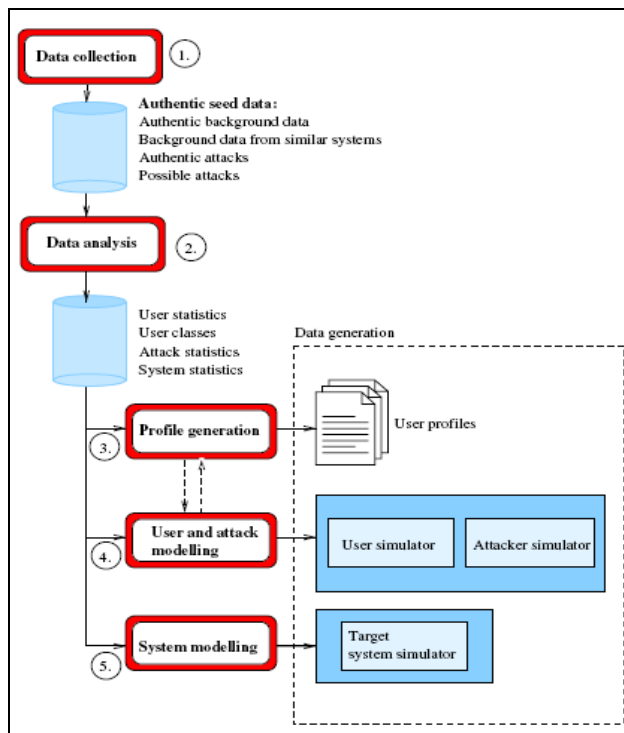 Data collection
1.
Authentic seed data:
Authentic background data
Background data from similar systems
Authentic attacks
Possible attacks
Data analysis
2.
User statistics
User classes
Attack statistics
System statistics
Data generation
3.
Profile generation
User profiles
4.
User and attack
modelling
User simulator
Attacker simulator
5.
System modelling
Target
system simulator